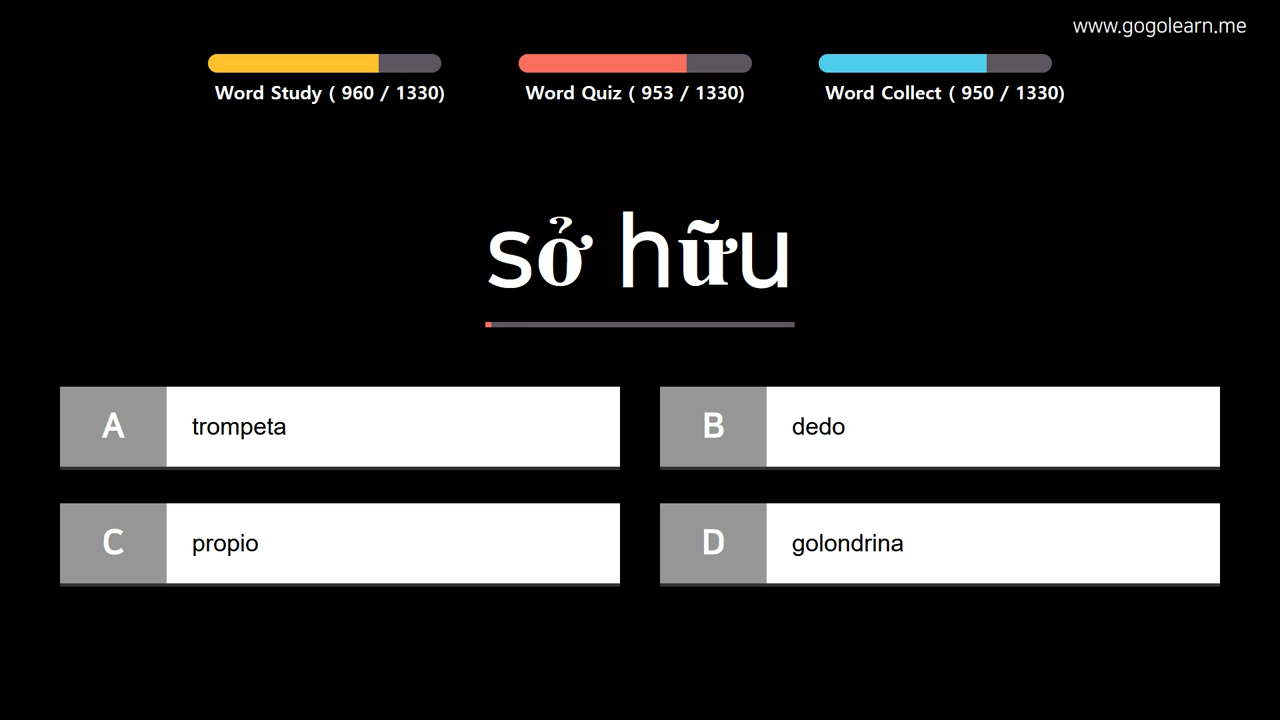 www.gogolearn.me
Word Study ( 960 / 1330)
Word Quiz ( 953 / 1330)
Word Collect ( 950 / 1330)
sở hữu
A trompeta
B dedo
C propio
D golondrina